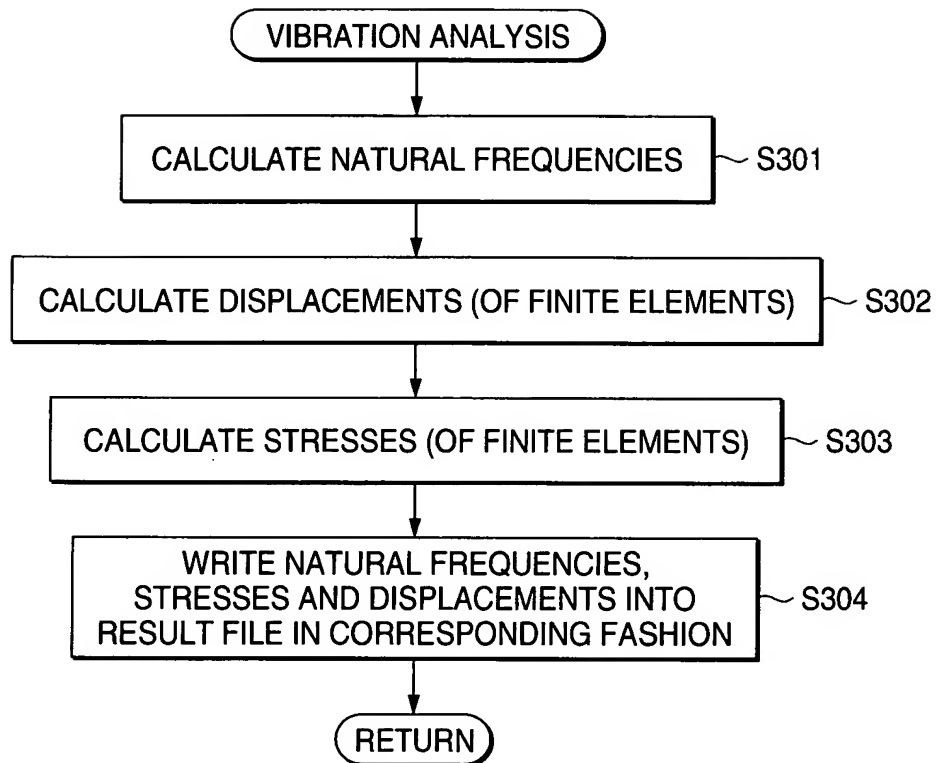 VIBRATION ANALYSIS
CALCULATE NATURAL FREQUENCIES
S301
CALCULATE DISPLACEMENTS (OF FINITE ELEMENTS)
S302
CALCULATE STRESSES (OF FINITE ELEMENTS)
S303
WRITE NATURAL FREQUENCIES,
STRESSES AND DISPLACEMENTS INTO
RESULT FILE IN CORRESPONDING FASHION
S304
RETURN